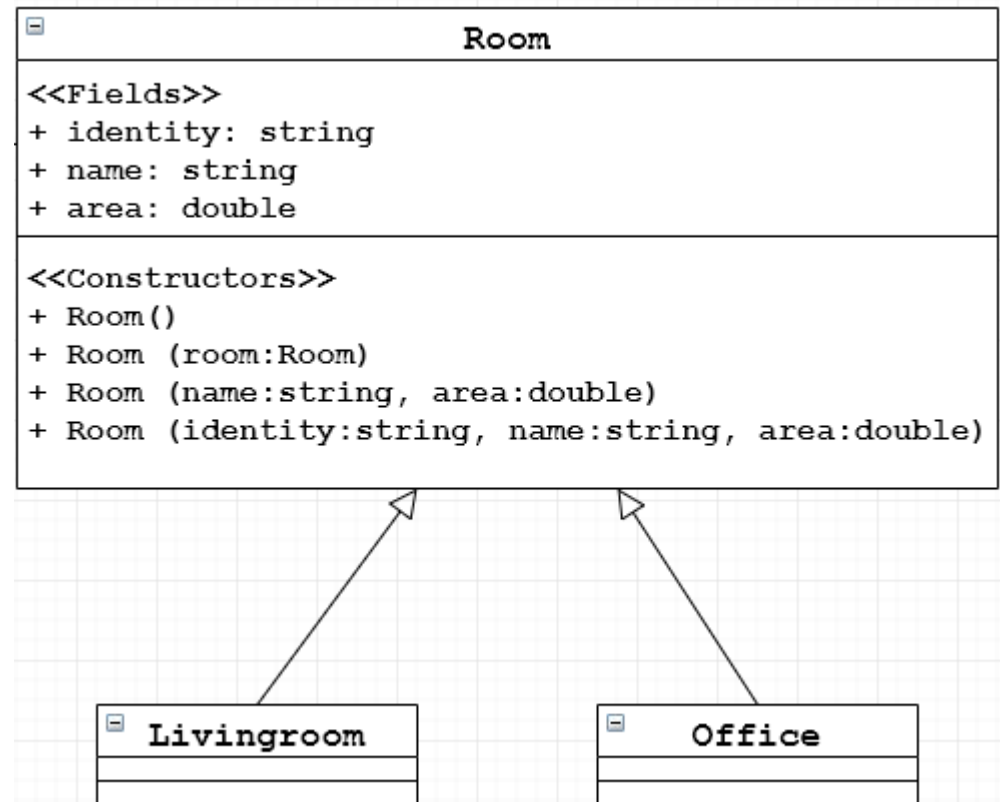 Room
<<Fields>>
+ identity: string
+ name: string
+ area: double
<<Constructors>>
+ Room()
+ Room (room:Room)
+ Room (name:string, area:double)
+ Room (identity:string, name:string, area:double)
Livingroom
Office